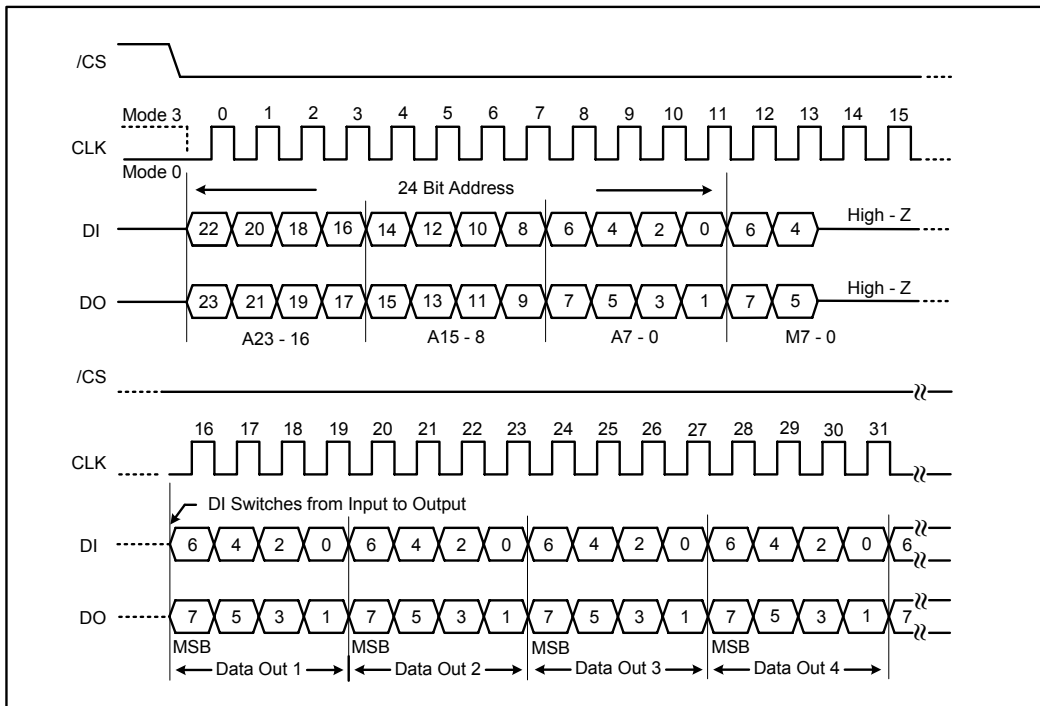 /CS
Mode 3 0 1 2 3 4 5 6 7 8 9 10 11 12 13 14 15
CLK
Mode 0
24 Bit Address
DI 22 20 18 16 14 12 10 8 6 4 2 0 6 4 High - Z
DO 23 21 19 17 15 13 11 9 7 5 3 1 7 5 High - Z
A23 - 16 A15 - 8 A7 - 0 M7 - 0
/CS
16 17 18 19 20 21 22 23 24 25 26 27 28 29 30 31
CLK
DI Switches from Input to Output
DI 6 4 2 0 6 4 2 0 6 4 2 0 6 4 2 0 6
DO 7 5 3 1 7 5 3 1 7 5 3 1 7 5 3 1 7
MSB MSB MSB MSB
Data Out 1 Data Out 2 Data Out 3 Data Out 4